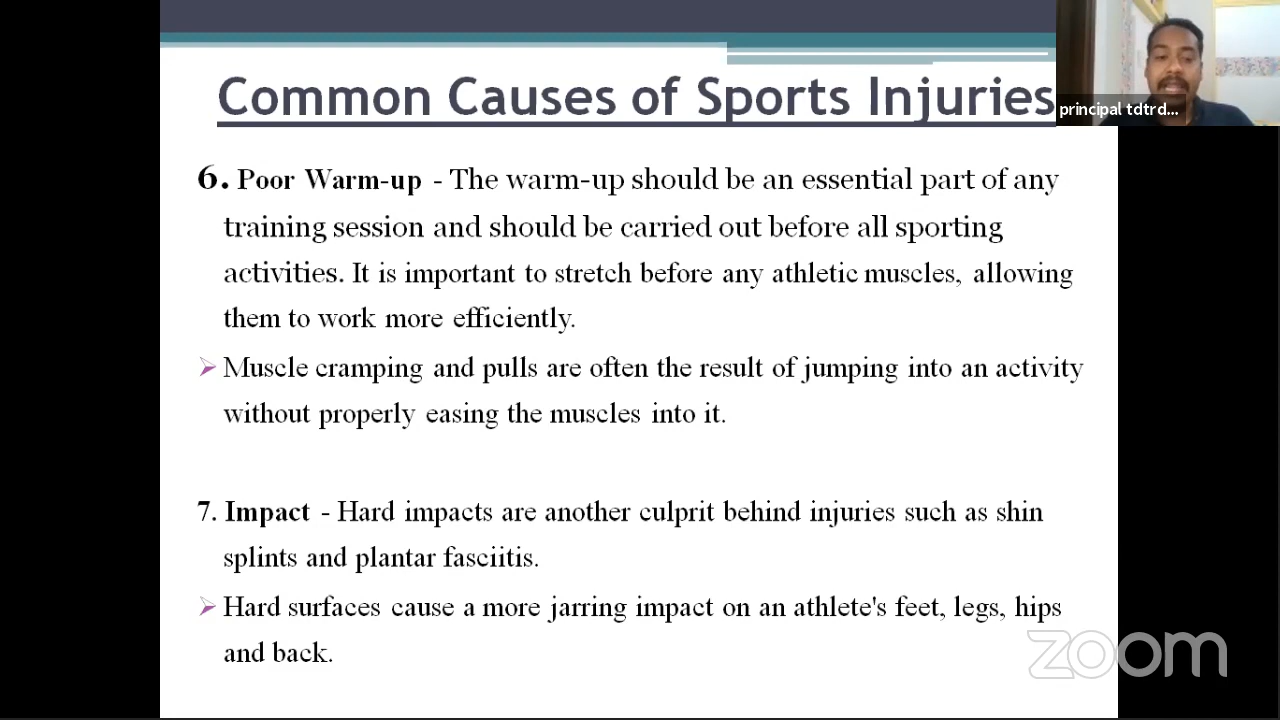 Common Causes of Sports Injuries
principal tdtrd...
6. Poor Warm-up - The warm-up should be an essential part of any
training session and should be carried out before all sporting
activities. It is important to stretch before any athletic muscles, allowing
them to work more efficiently.
Muscle cramping and pulls are often the result of jumping into an activity
without properly easing the muscles into it.
7. Impact - Hard impacts are another culprit behind injuries such as shin
splints and plantar fasciitis.
Hard surfaces cause a more jarring impact on an athlete's feet, legs, hips
and back.
zoom